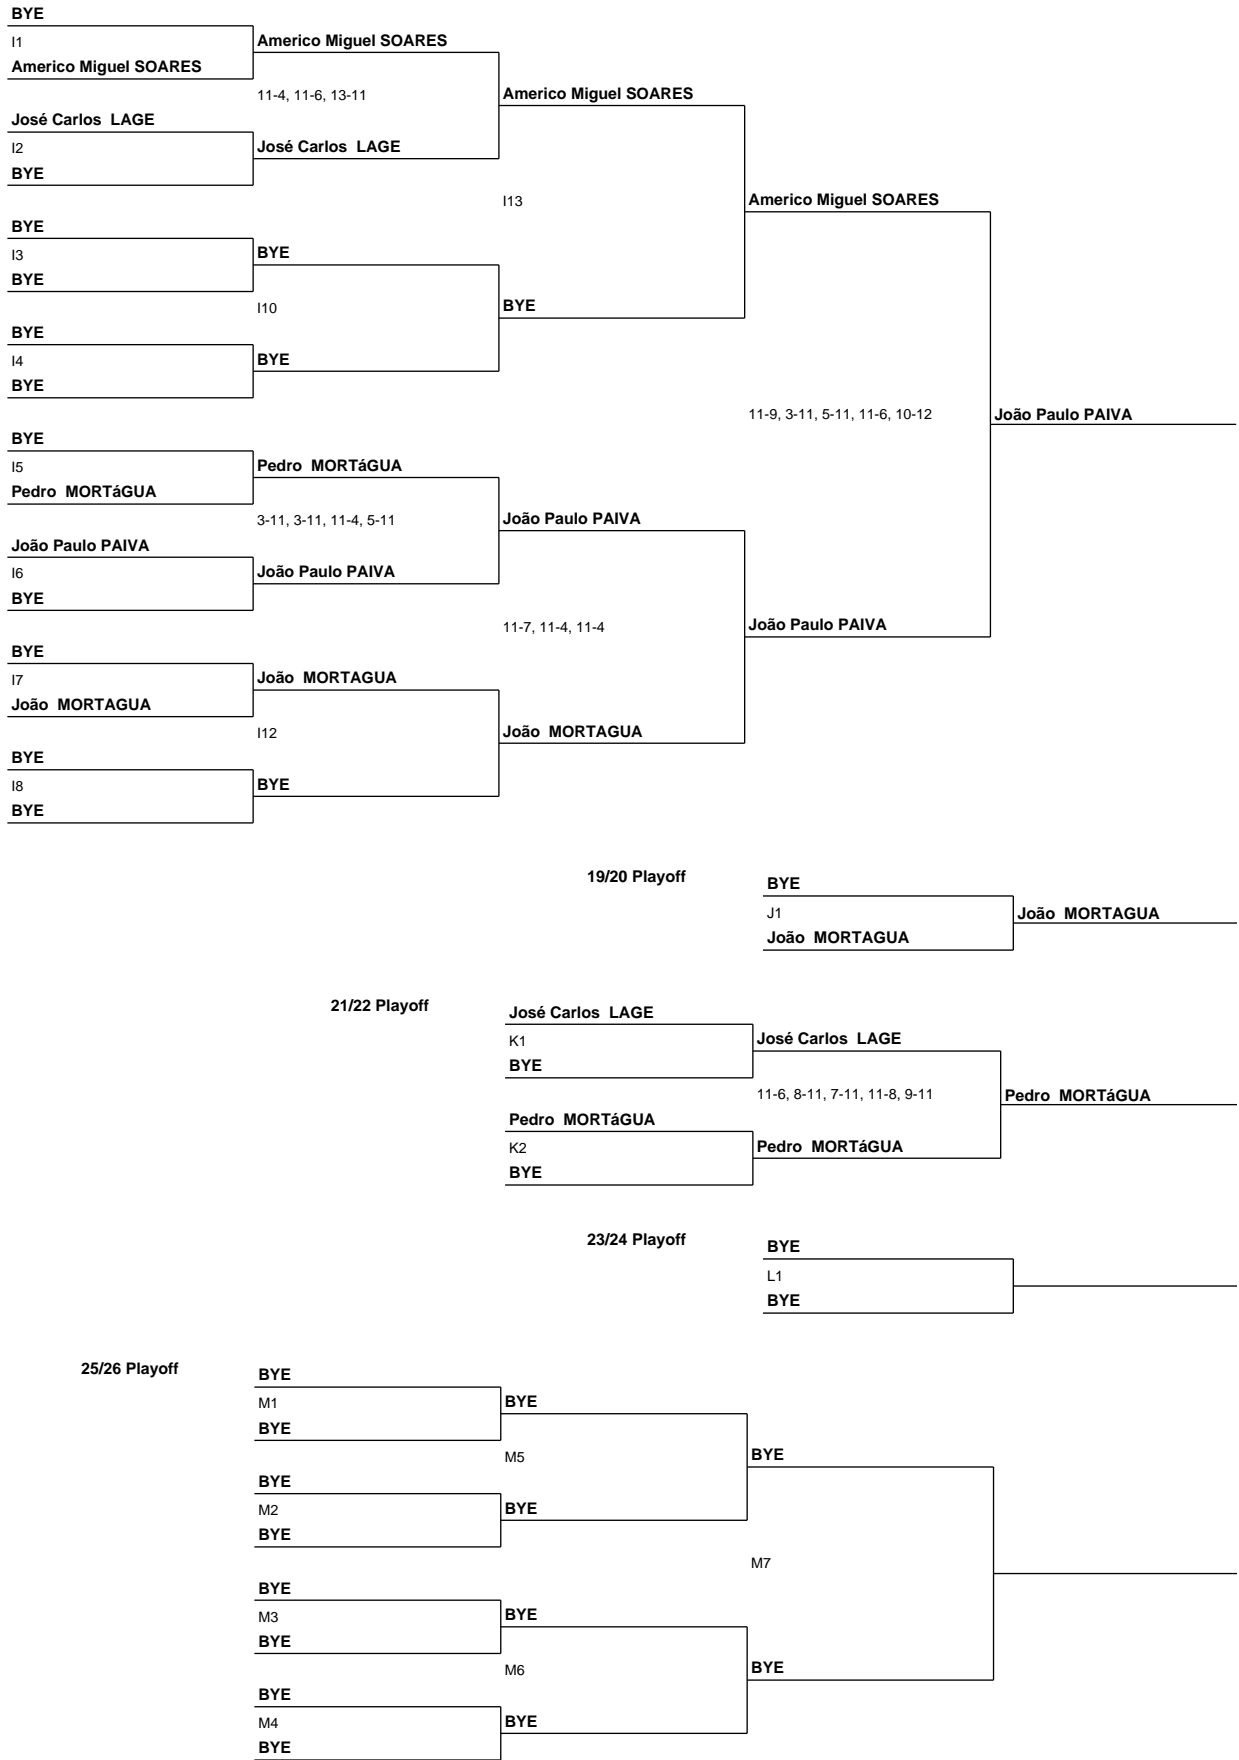 BYE
I1
Americo Miguel SOARES
Americo Miguel SOARES
11-4, 11-6, 13-11
Americo Miguel SOARES
José Carlos LAGE
I2
José Carlos LAGE
BYE
I13
Americo Miguel SOARES
BYE
I3
BYE
BYE
I10
BYE
BYE
I4
BYE
BYE
11-9, 3-11, 5-11, 11-6, 10-12
João Paulo PAIVA
BYE
I5
Pedro MORTáGUA
Pedro MORTáGUA
3-11, 3-11, 11-4, 5-11
João Paulo PAIVA
João Paulo PAIVA
I6
João Paulo PAIVA
BYE
11-7, 11-4, 11-4
João Paulo PAIVA
BYE
I7
João MORTAGUA
João MORTAGUA
I12
João MORTAGUA
BYE
I8
BYE
BYE
19/20 Playoff
BYE
J1
João MORTAGUA
João MORTAGUA
21/22 Playoff
José Carlos LAGE
K1
José Carlos LAGE
BYE
11-6, 8-11, 7-11, 11-8, 9-11
Pedro MORTáGUA
Pedro MORTáGUA
K2
Pedro MORTáGUA
BYE
23/24 Playoff
BYE
L1
BYE
25/26 Playoff
BYE
M1
BYE
BYE
M5
BYE
BYE
M2
BYE
BYE
M7
BYE
M3
BYE
BYE
M6
BYE
BYE
M4
BYE
BYE